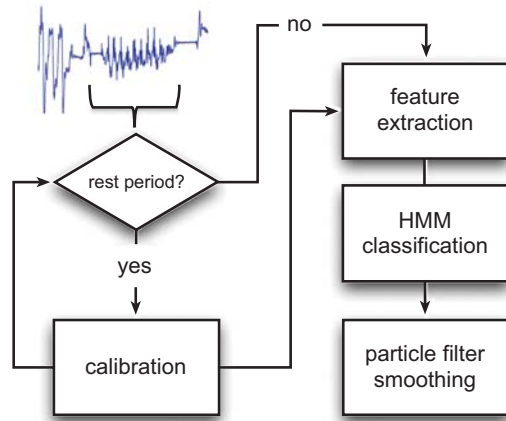 no
feature
extraction
rest period?
HMM
classification
yes
calibration
particle filter
smoothing